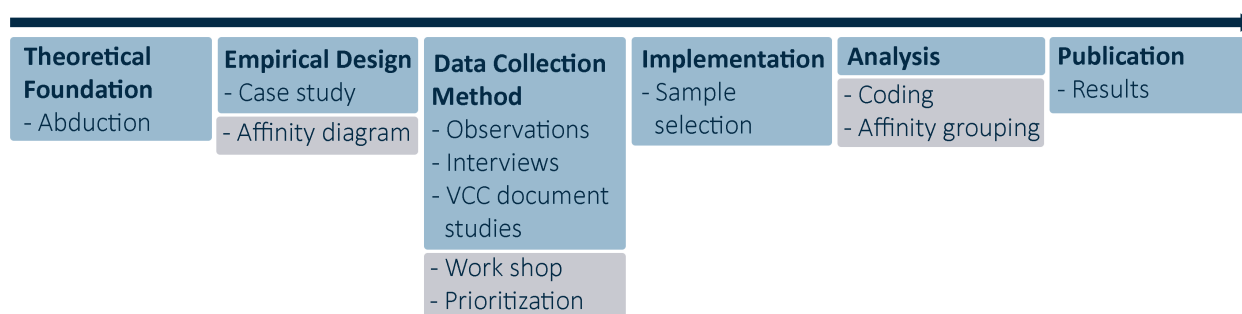 Theoretical
Foundation
- Abduction
Empirical Design
- Case study
- Affinity diagram
Data Collection
Method
- Observations
- Interviews
- VCC document
studies
- Work shop
- Prioritization
Implementation
- Sample
selection
Analysis
- Coding
- Affinity grouping
Publication
- Results